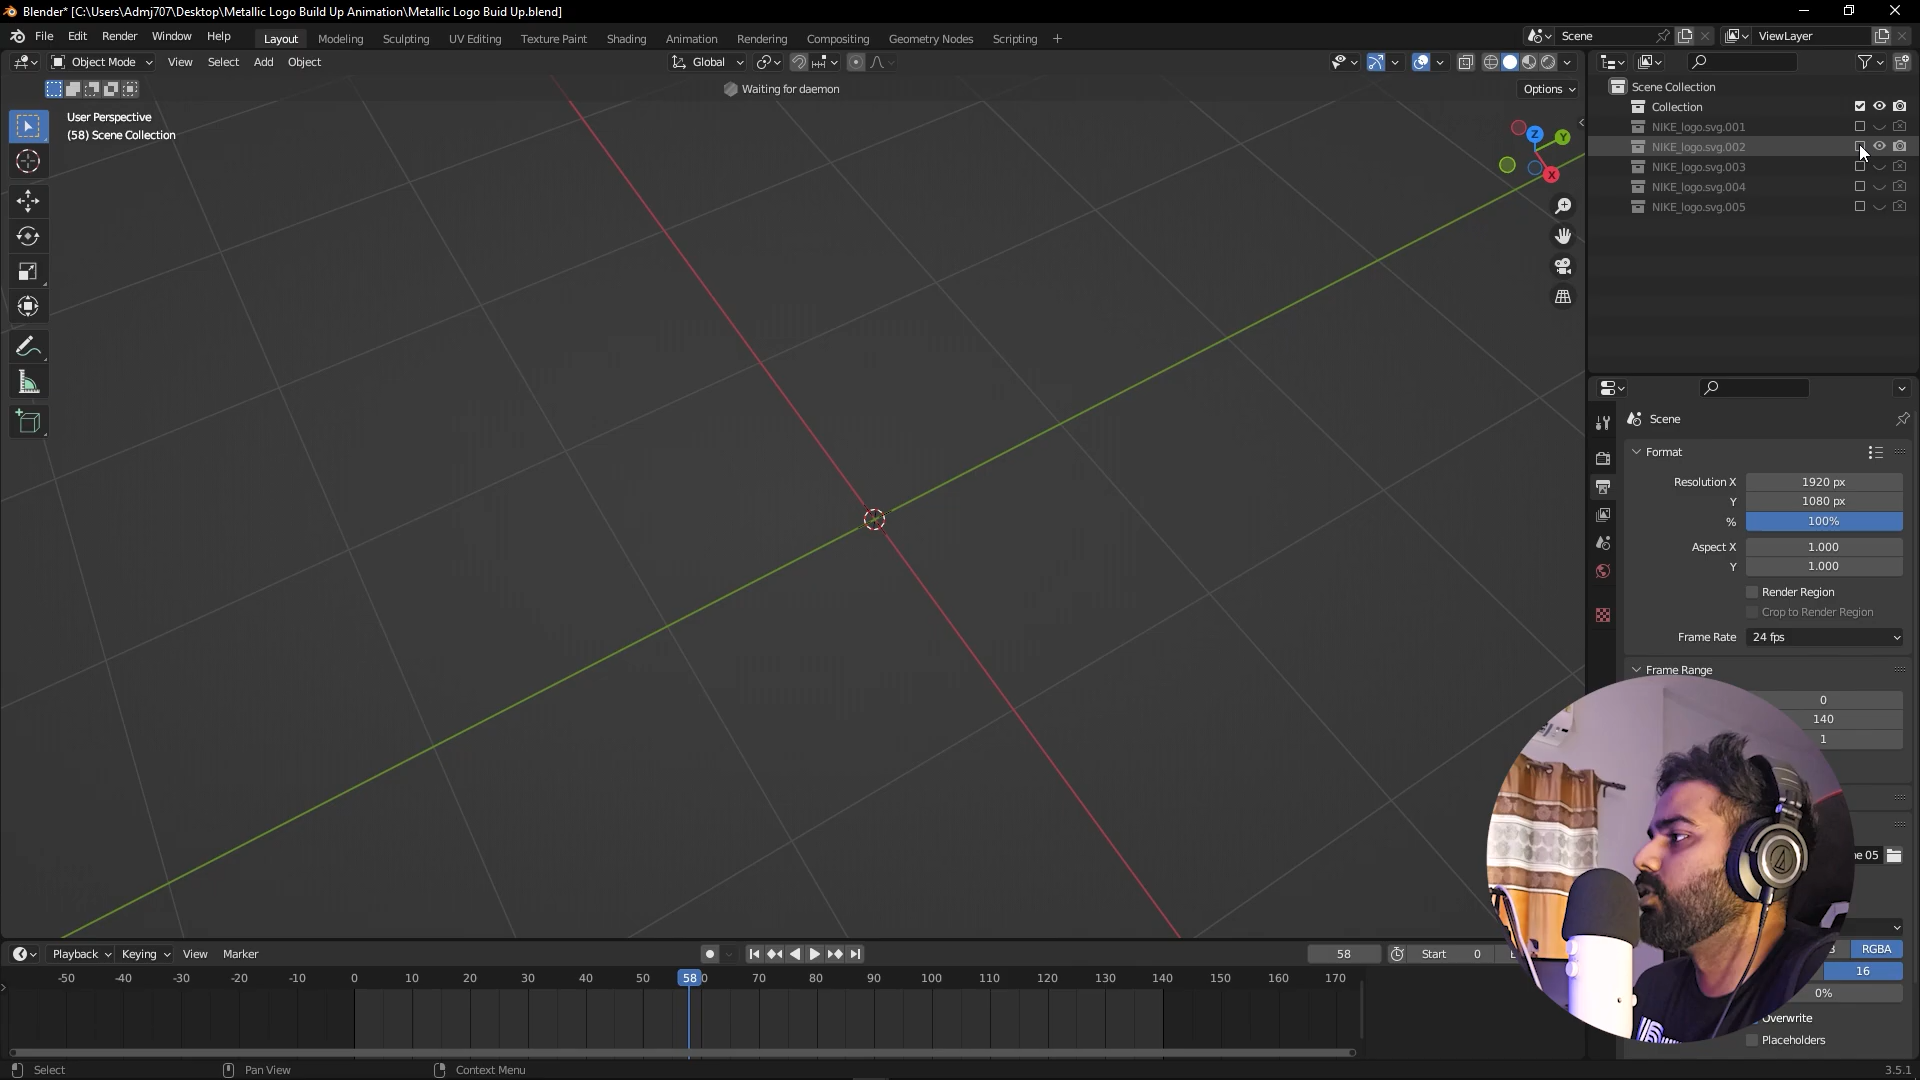 Blender* [C:\Users\Admj707\Desktop\Metallic Logo Build Up Animation\Metallic Logo Buid Up.blend]
File Edit Render Window Help Layout Modeling Sculpting UV Editing Texture Paint Shading Animation Rendering Compositing Geometry Nodes Scripting + Scene ViewLayer
Object Mode View Select Add Object Global
Waiting for daemon Options
User Perspective
(58) Scene Collection
Z
Y
X
Scene Collection
Collection
NIKE_logo.svg.001
NIKE_logo.svg.002
NIKE_logo.svg.003
NIKE_logo.svg.004
NIKE_logo.svg.005
Scene
Format
Resolution X 1920 px
Y 1080 px
% 100%
Aspect X 1.000
Y 1.000
Render Region
Crop to Render Region
Frame Rate 24 fps
Frame Range
0
140
1
05
RGBA
16
0%
Overwrite
Placeholders
Playback Keying View Marker 58 Start 0
-50 -40 -30 -20 -10 0 10 20 30 40 50 58 70 80 90 100 110 120 130 140 150 160 170
Select Pan View Context Menu 3.5.1